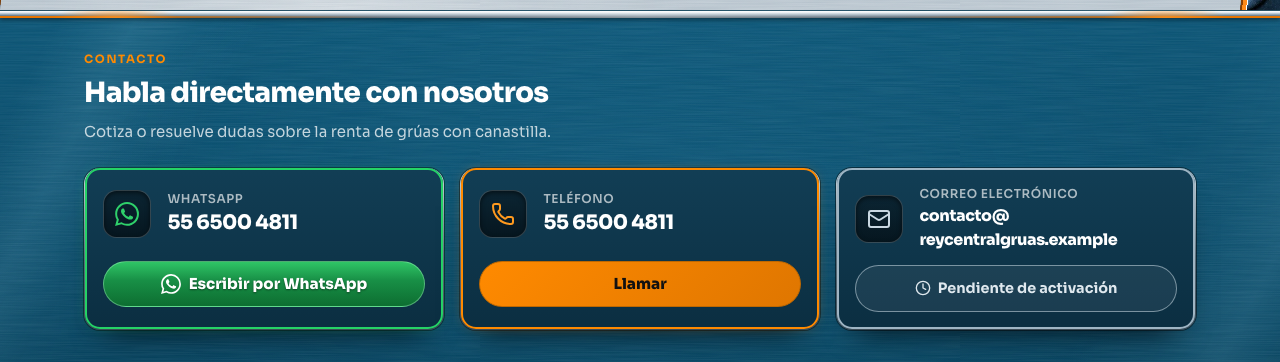 CONTACTO
Habla directamente con nosotros
Cotiza o resuelve dudas sobre la renta de grúas con canastilla.
WHATSAPP
55 6500 4811
Escribir por WhatsApp
TELÉFONO
55 6500 4811
Llamar
CORREO ELECTRÓNICO
contacto@
reycentralgruas.example
Pendiente de activación